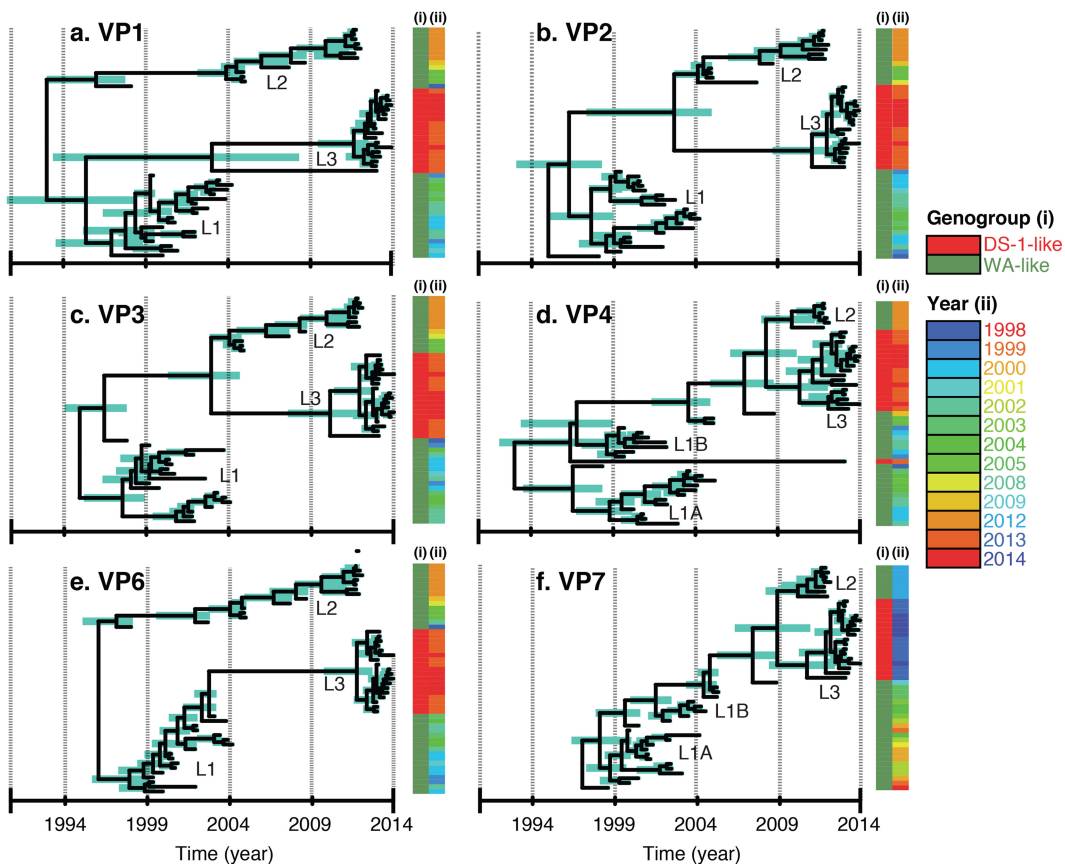 (i) (ii)
(i) (ii)
a. VP1
b. VP2
L2
L2
L3
L3
L1
L1
Genogroup (i)
DS-1-like
WA-like
(i) (ii)
(i) (ii)
c. VP3
d. VP4
L2
L2
L3
L3
L1B
L1
L1A
Year (ii)
1998
1999
2000
2001
2002
2003
2004
2005
2008
2009
2012
2013
2014
(i) (ii)
(i) (ii)
e. VP6
f. VP7
L2
L2
L3
L3
L1B
L1A
L1
1994 1999 2004 2009 2014
1994 1999 2004 2009 2014
Time (year)
Time (year)